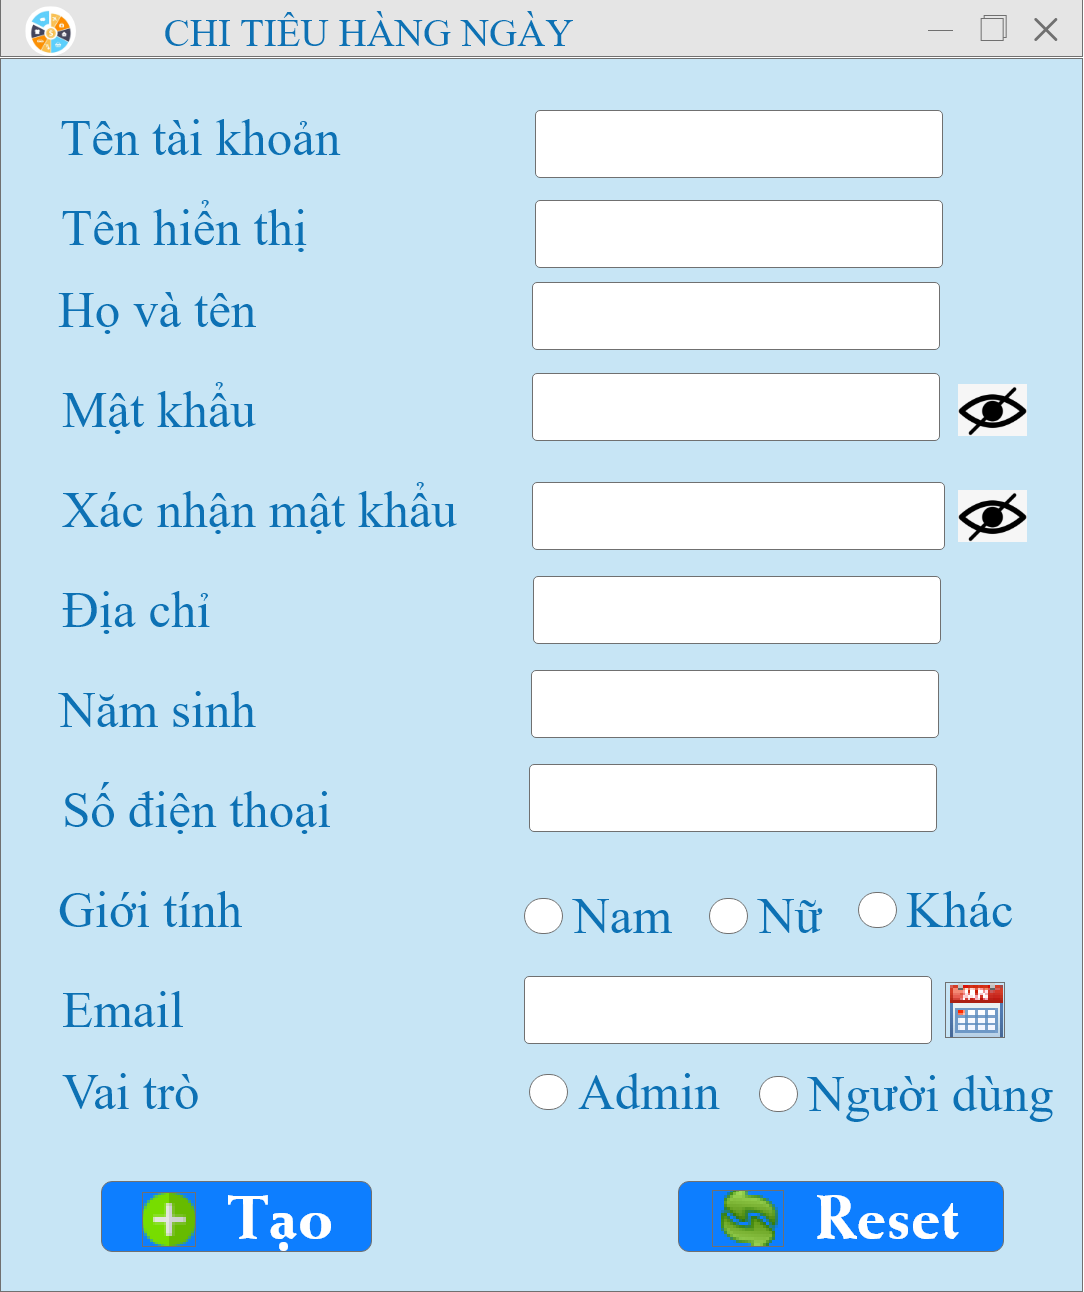 CHI TIÊU HÀNG NGÀY
Tên tài khoản
Tên hiển thị
Họ và tên
Mật khẩu
Xác nhận mật khẩu
Địa chỉ
Năm sinh
Số điện thoại
Giới tính Nam Nữ Khác
Email
Vai trò Admin Người dùng
Tạo Reset